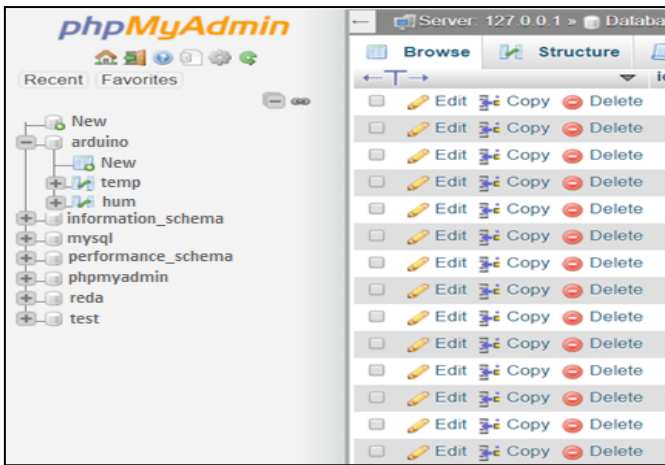 phpMyAdmin
Recent Favorites
New
arduino
New
temp
hum
information_schema
mysql
performance_schema
phpmyadmin
reda
test
Server: 127.0.0.1 » Databa
Browse Structure
Edit Copy Delete
Edit Copy Delete
Edit Copy Delete
Edit Copy Delete
Edit Copy Delete
Edit Copy Delete
Edit Copy Delete
Edit Copy Delete
Edit Copy Delete
Edit Copy Delete
Edit Copy Delete
Edit Copy Delete
Edit Copy Delete
Edit Copy Delete